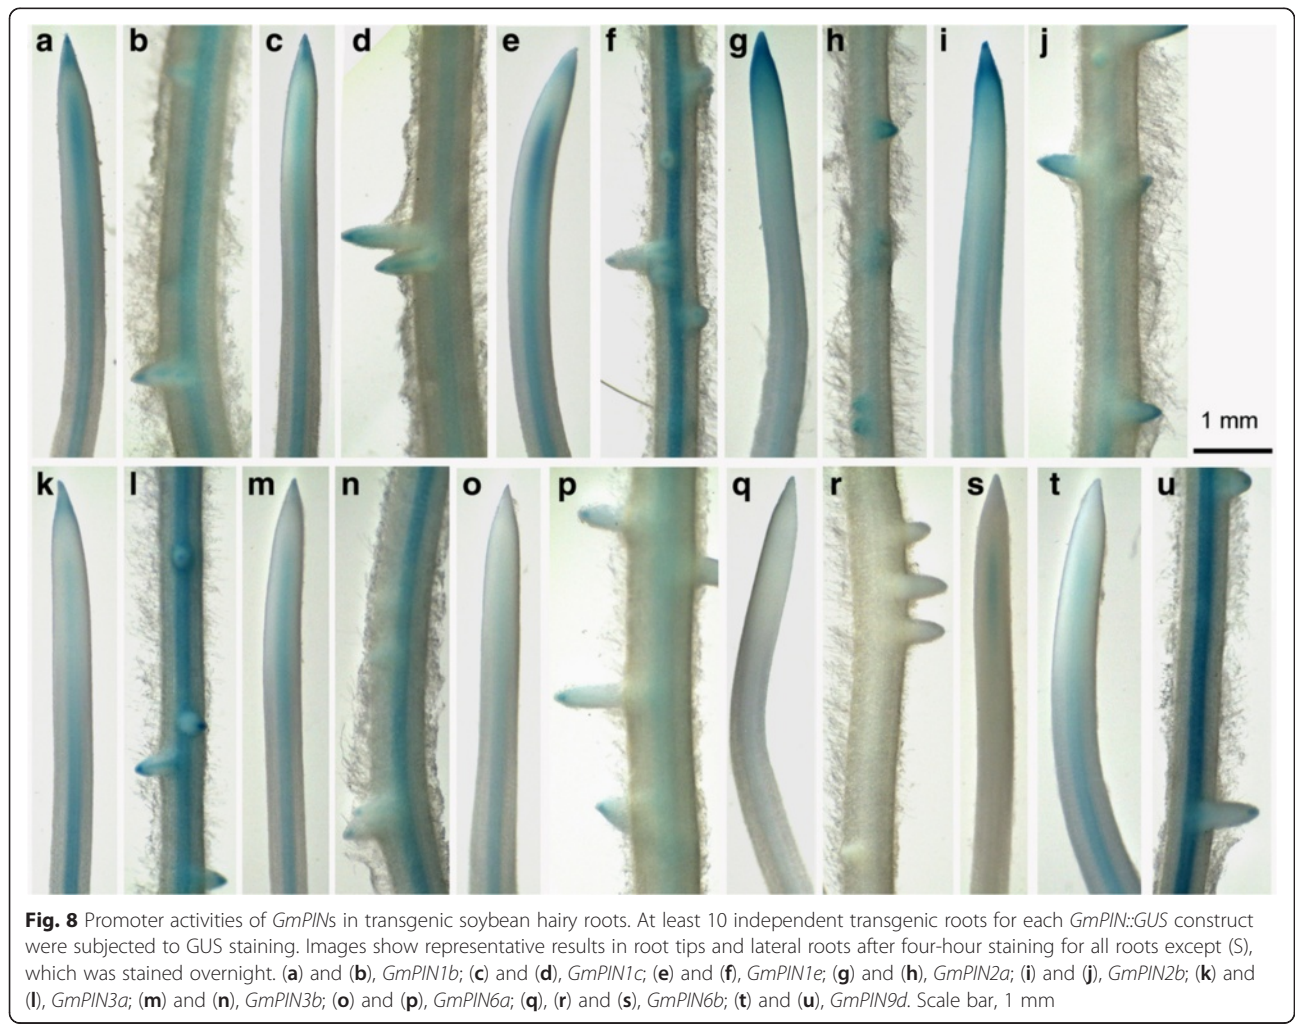 a b c d e f g h i j
1 mm
k l m n o p q r s t u
Fig. 8 Promoter activities of GmPINs in transgenic soybean hairy roots. At least 10 independent transgenic roots for each GmPIN::GUS construct
were subjected to GUS staining. Images show representative results in root tips and lateral roots after four-hour staining for all roots except (S),
which was stained overnight. (a) and (b), GmPIN1b; (c) and (d), GmPIN1c; (e) and (f), GmPIN1e; (g) and (h), GmPIN2a; (i) and (j), GmPIN2b; (k) and
(l), GmPIN3a; (m) and (n), GmPIN3b; (o) and (p), GmPIN6a; (q), (r) and (s), GmPIN6b; (t) and (u), GmPIN9d. Scale bar, 1 mm